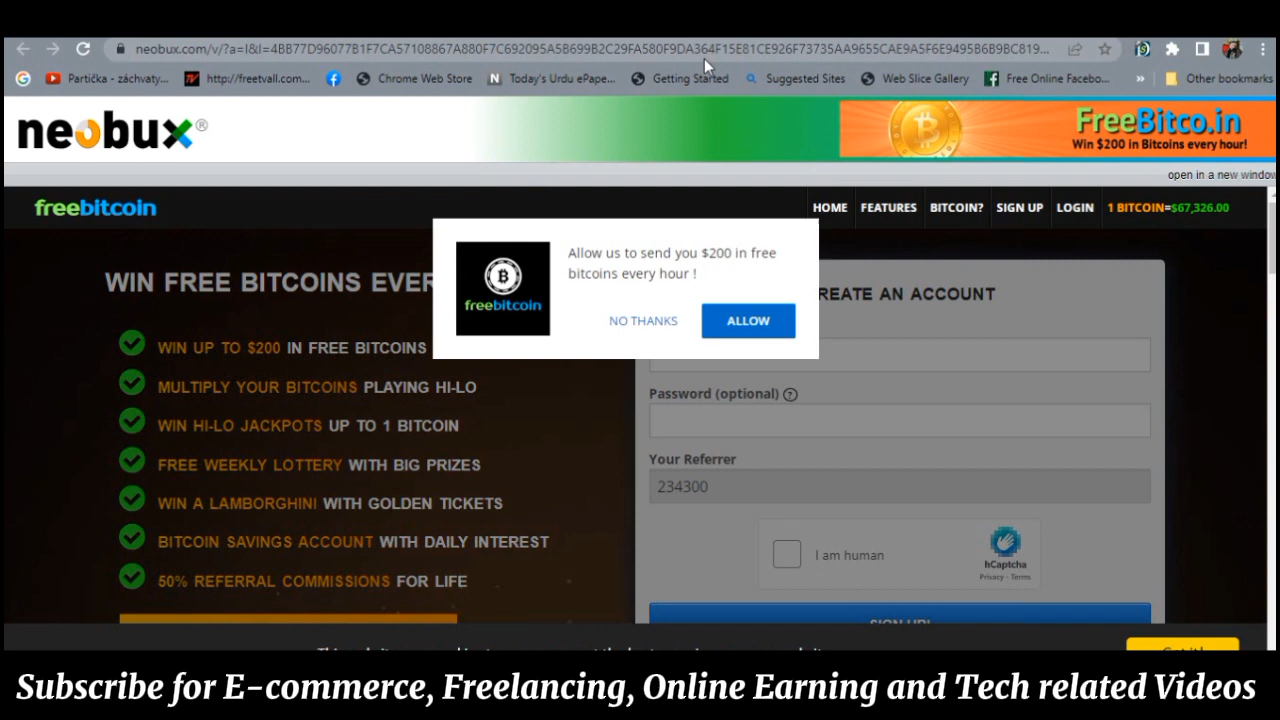 neobux.com/v/?a=l&l=4BB77D96077B1F7CA57108867A880F7C692095A5B699B2C29FA580F9DA364F15E81CE926F73735AA9655CAE9A5F6E9495B6B9BC819...
Partička - záchvaty... http://freetvall.com... Chrome Web Store Today's Urdu ePape... Getting Started Suggested Sites Web Slice Gallery Free Online Facebo... » Other bookmarks
neobux®
FreeBitco.in
Win $200 in Bitcoins every hour!
open in a new window
freebitcoin
HOME FEATURES BITCOIN? SIGN UP LOGIN 1 BITCOIN=$67,326.00
Allow us to send you $200 in free
bitcoins every hour !
freebitcoin
NO THANKS ALLOW
WIN FREE BITCOINS
WIN UP TO $200 IN FREE BITCOINS
MULTIPLY YOUR BITCOINS PLAYING HI-LO
WIN HI-LO JACKPOTS UP TO 1 BITCOIN
FREE WEEKLY LOTTERY WITH BIG PRIZES
WIN A LAMBORGHINI WITH GOLDEN TICKETS
BITCOIN SAVINGS ACCOUNT WITH DAILY INTEREST
50% REFERRAL COMMISSIONS FOR LIFE
AN ACCOUNT
Password (optional) ?
Your Referrer
234300
I am human
hCaptcha
Privacy - Terms
Subscribe for E-commerce, Freelancing, Online Earning and Tech related Videos